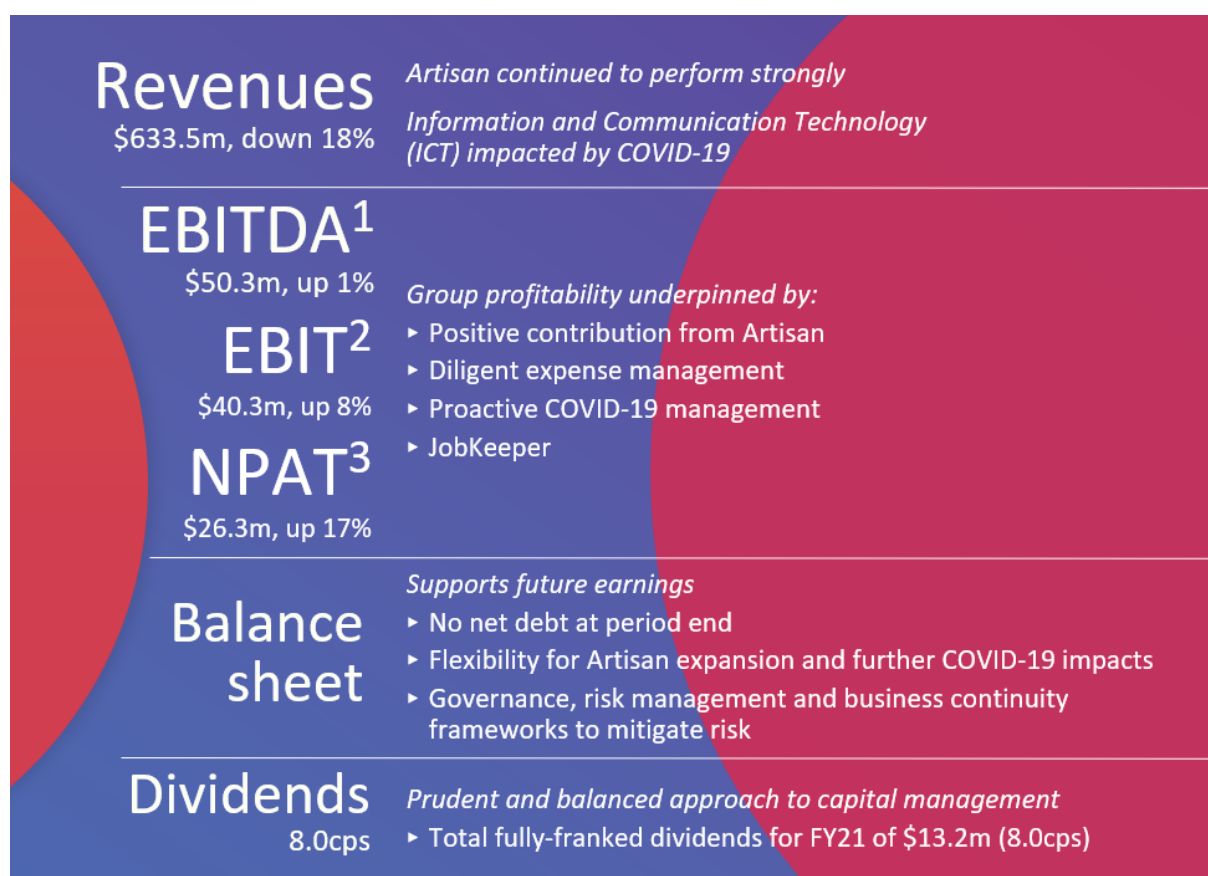 Revenues
$633.5m, down 18%
Artisan continued to perform strongly
Information and Communication Technology
(ICT) impacted by COVID-19
EBITDA¹
$50.3m, up 1%
EBIT²
$40.3m, up 8%
NPAT³
$26.3m, up 17%
Group profitability underpinned by:
▸ Positive contribution from Artisan
▸ Diligent expense management
▸ Proactive COVID-19 management
▸ JobKeeper
Balance
sheet
Supports future earnings
▸ No net debt at period end
▸ Flexibility for Artisan expansion and further COVID-19 impacts
▸ Governance, risk management and business continuity
frameworks to mitigate risk
Dividends
8.0cps
Prudent and balanced approach to capital management
▸ Total fully-franked dividends for FY21 of $13.2m (8.0cps)